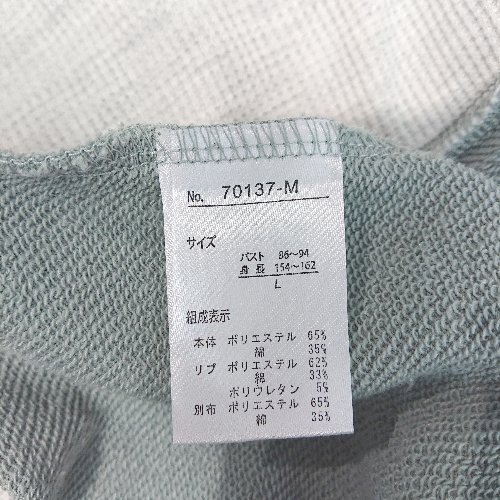 No. 70137-M
サイズ
バスト 86〜94
身長 154〜162
L
組成表示
本体 ポリエステル 65%
綿 35%
リブ ポリエステル 62%
綿 33%
ポリウレタン 5%
別布 ポリエステル 65%
綿 35%